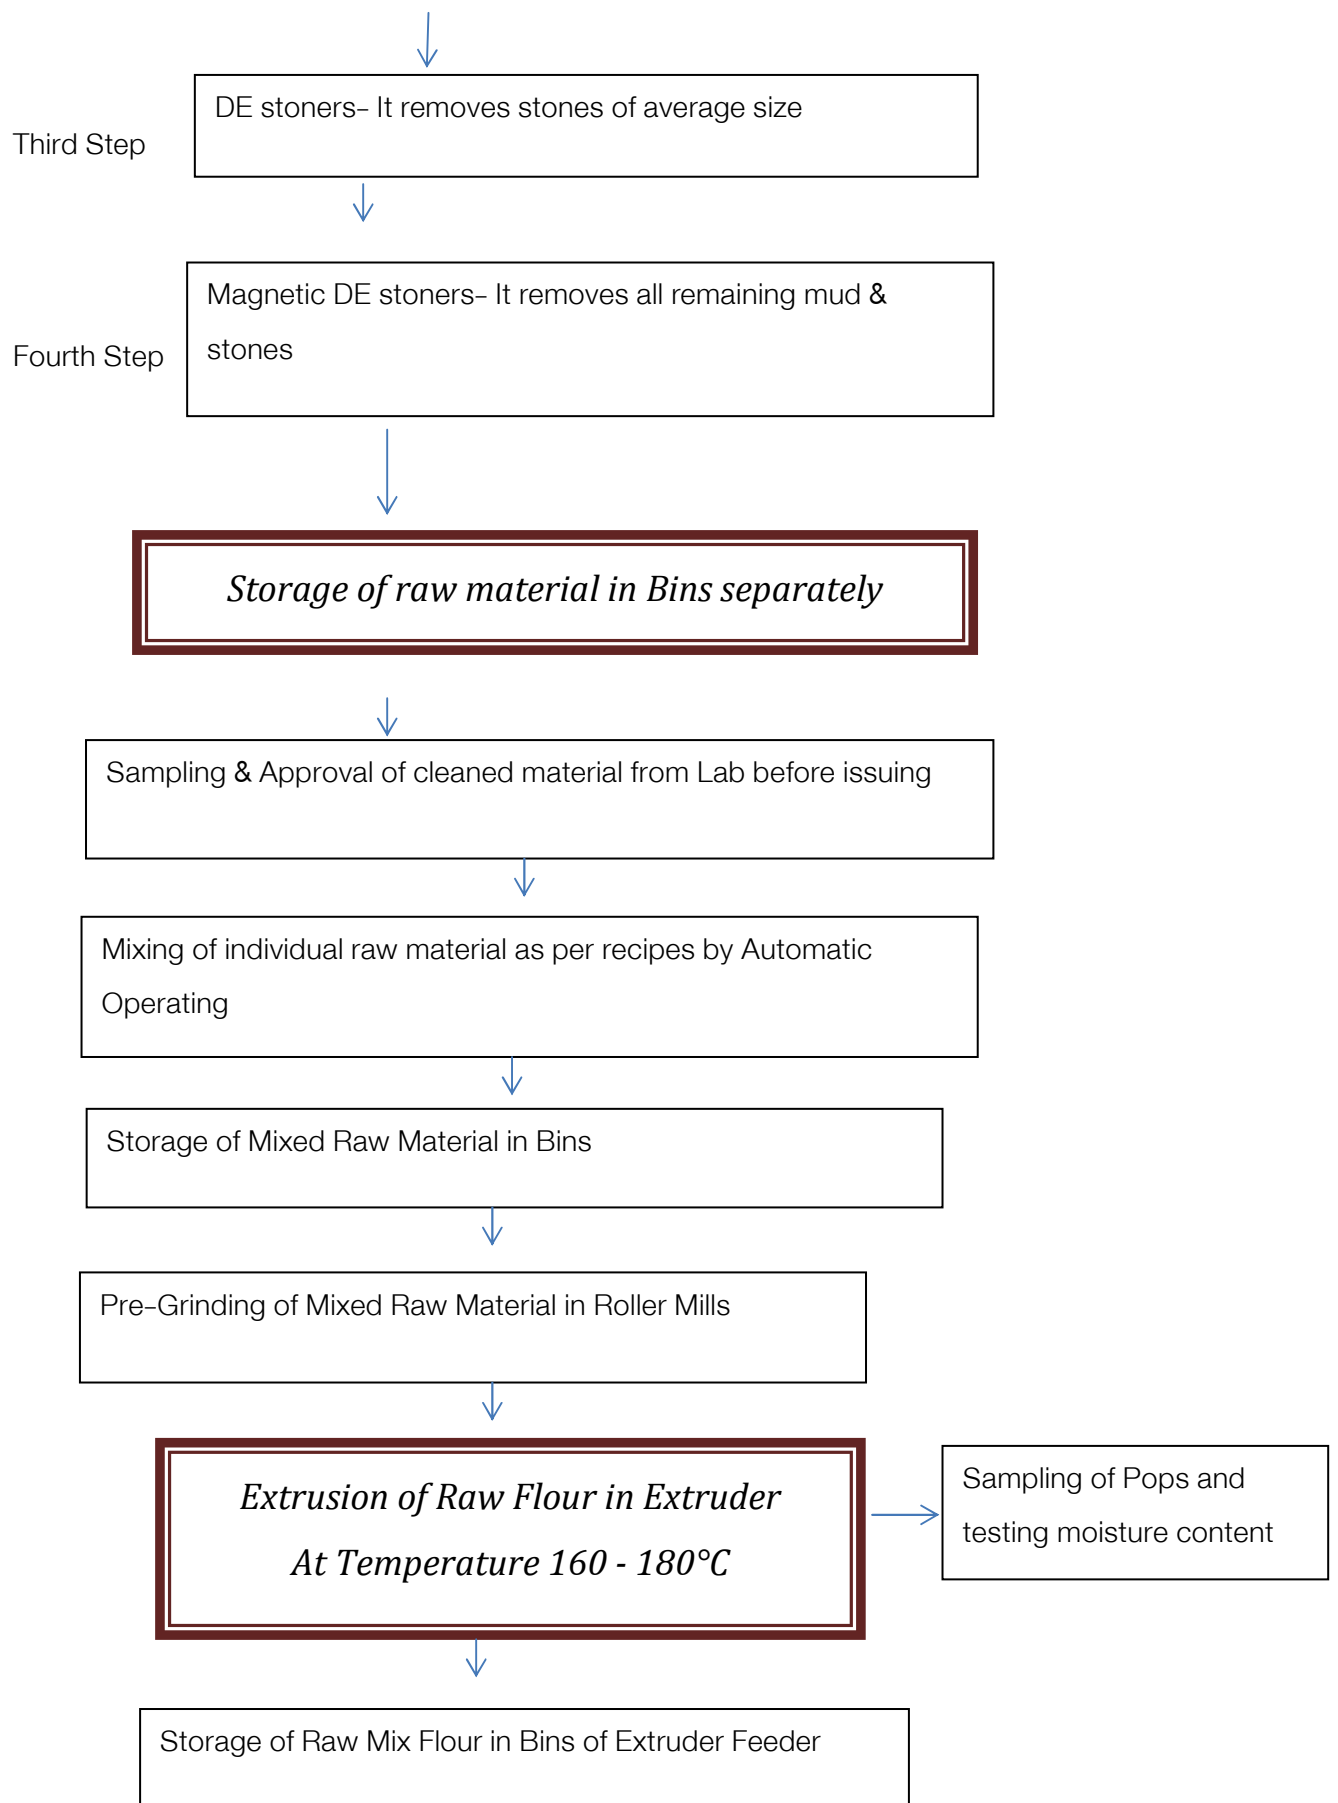 DE stoners- It removes stones of average size
Third Step
Magnetic DE stoners- It removes all remaining mud &
stones
Fourth Step
Storage of raw material in Bins separately
Sampling & Approval of cleaned material from Lab before issuing
Mixing of individual raw material as per recipes by Automatic
Operating
Storage of Mixed Raw Material in Bins
Pre-Grinding of Mixed Raw Material in Roller Mills
Extrusion of Raw Flour in Extruder
At Temperature 160 - 180°C
Sampling of Pops and
testing moisture content
Storage of Raw Mix Flour in Bins of Extruder Feeder